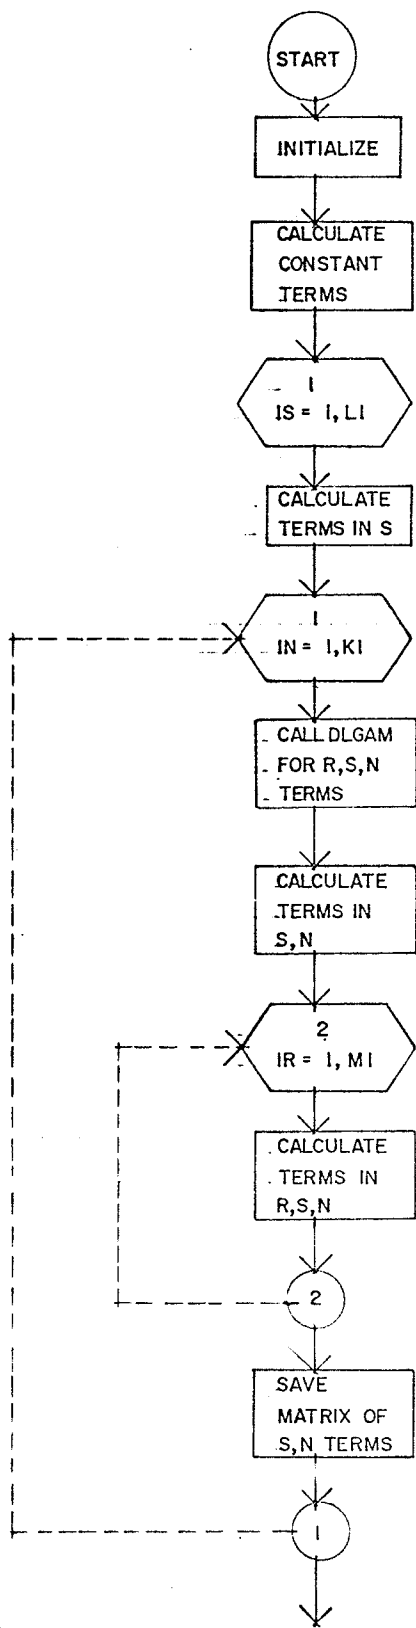 START
INITIALIZE
CALCULATE
CONSTANT
TERMS
1
IS = 1, L1
CALCULATE
TERMS IN S
1
IN = 1, K1
CALL DLGAM
FOR R,S,N
TERMS
CALCULATE
TERMS IN
S,N
2
IR = 1, M1
CALCULATE
TERMS IN
R,S,N
2
SAVE
MATRIX OF
S,N TERMS
1